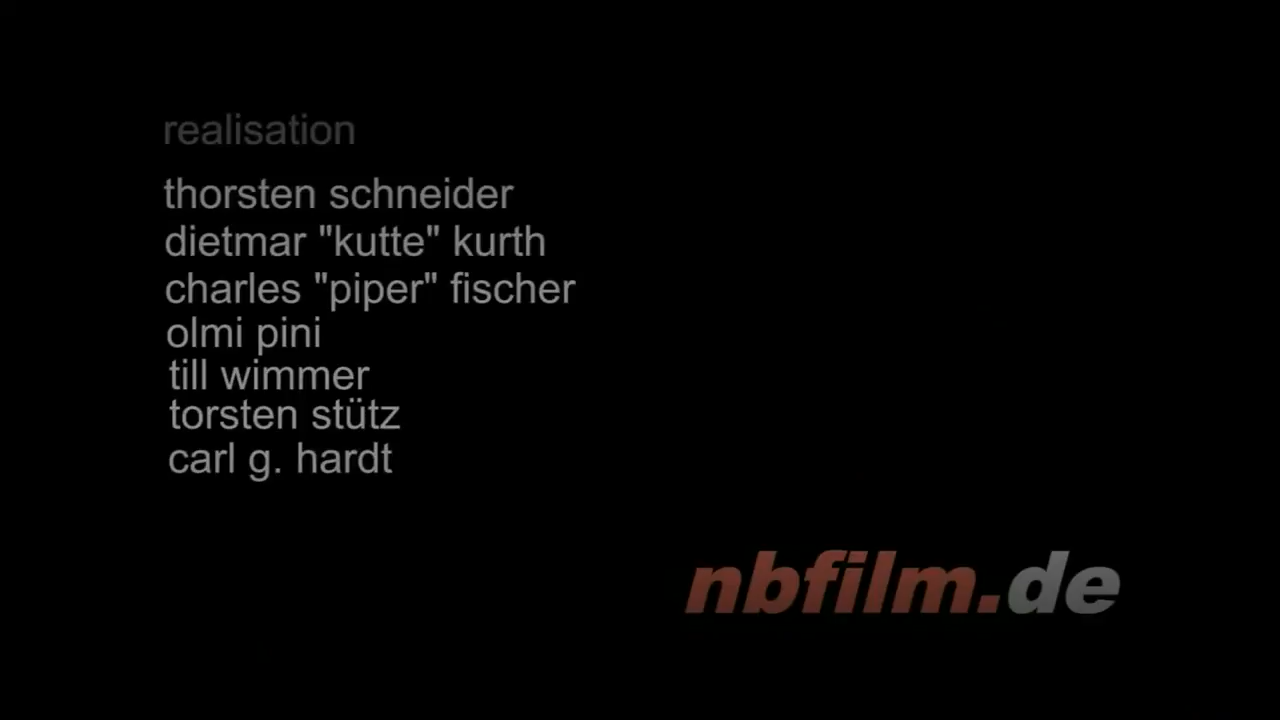 realisation
thorsten schneider
dietmar "kutte" kurth
charles "piper" fischer
olmi pini
till wimmer
torsten stütz
carl g. hardt
nbfilm.de